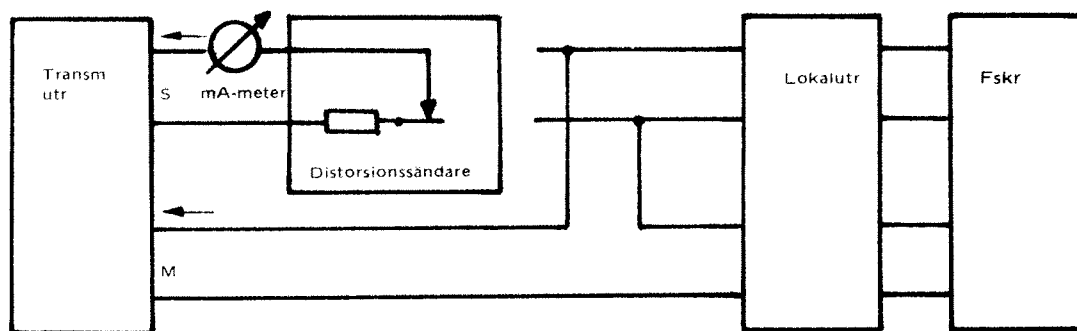 Transm
utr
S
mA-meter
Distorsionssändare
M
Lokalutr
Fskr